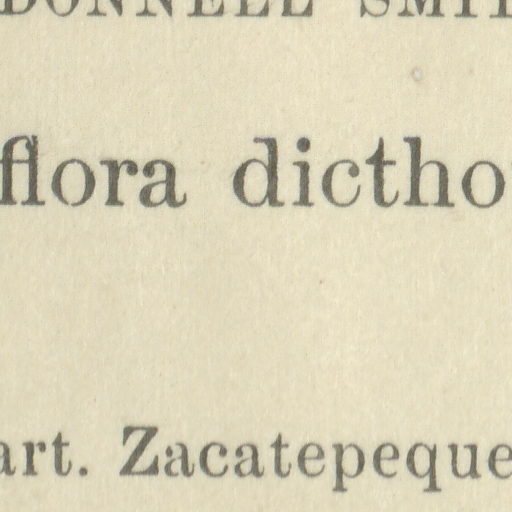 DONNELL SMI
flora dictho
art. Zacatepeque